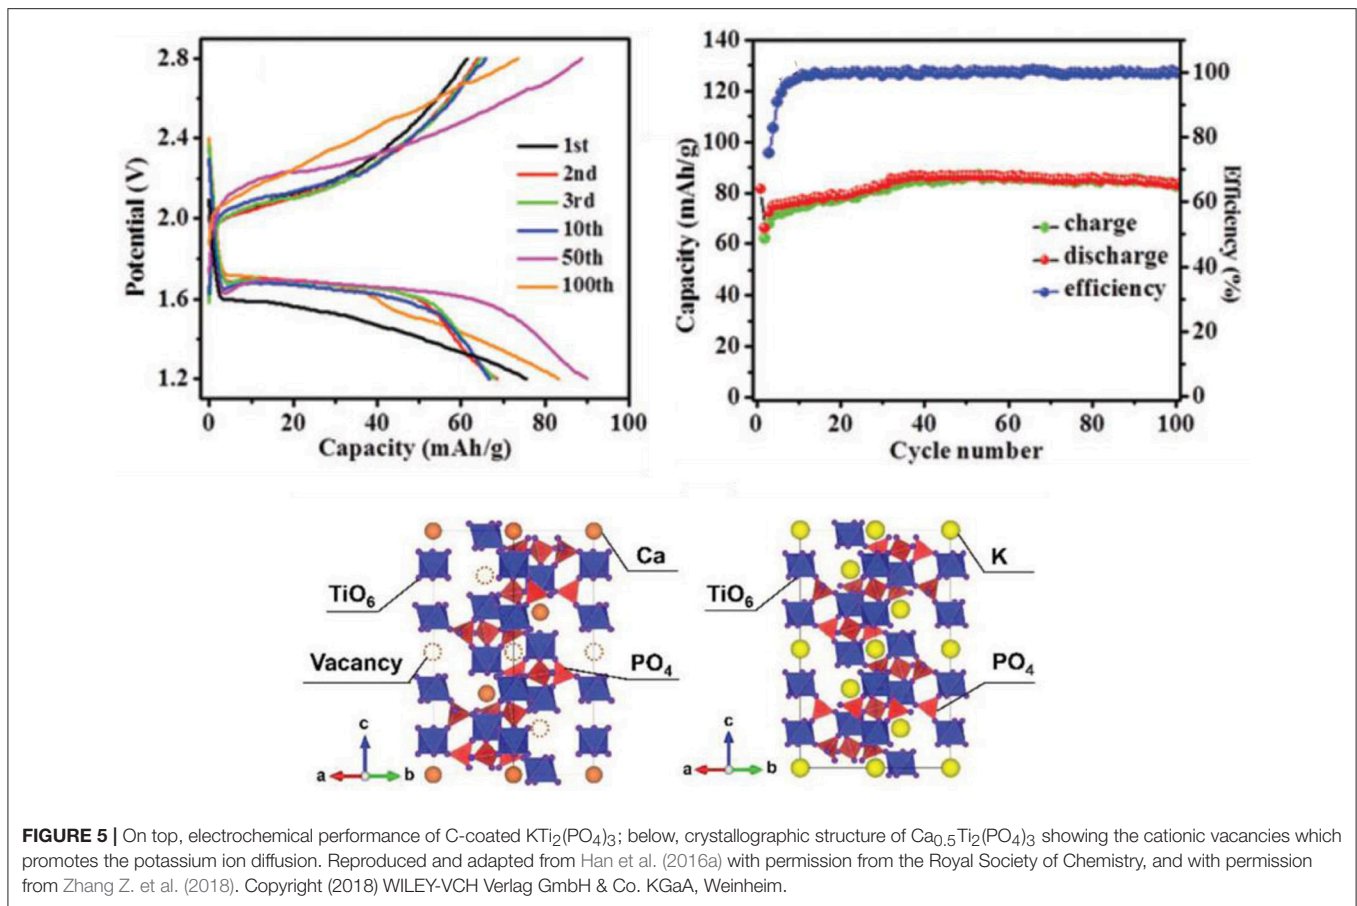 2.8
2.4
2.0
1.6
1.2
Potential (V)
1st
2nd
3rd
10th
50th
100th
0 20 40 60 80 100
Capacity (mAh/g)
140
120
100
80
60
40
20
0
Capacity (mAh/g)
charge
discharge
efficiency
100
80
60
40
20
0
Efficiency (%)
0 20 40 60 80 100
Cycle number
Ca
TiO6
Vacancy
PO4
c
a b
K
TiO6
PO4
c
a b
FIGURE 5 | On top, electrochemical performance of C-coated KTi2(PO4)3; below, crystallographic structure of Ca0.5Ti2(PO4)3 showing the cationic vacancies which
promotes the potassium ion diffusion. Reproduced and adapted from Han et al. (2016a) with permission from the Royal Society of Chemistry, and with permission
from Zhang Z. et al. (2018). Copyright (2018) WILEY-VCH Verlag GmbH & Co. KGaA, Weinheim.